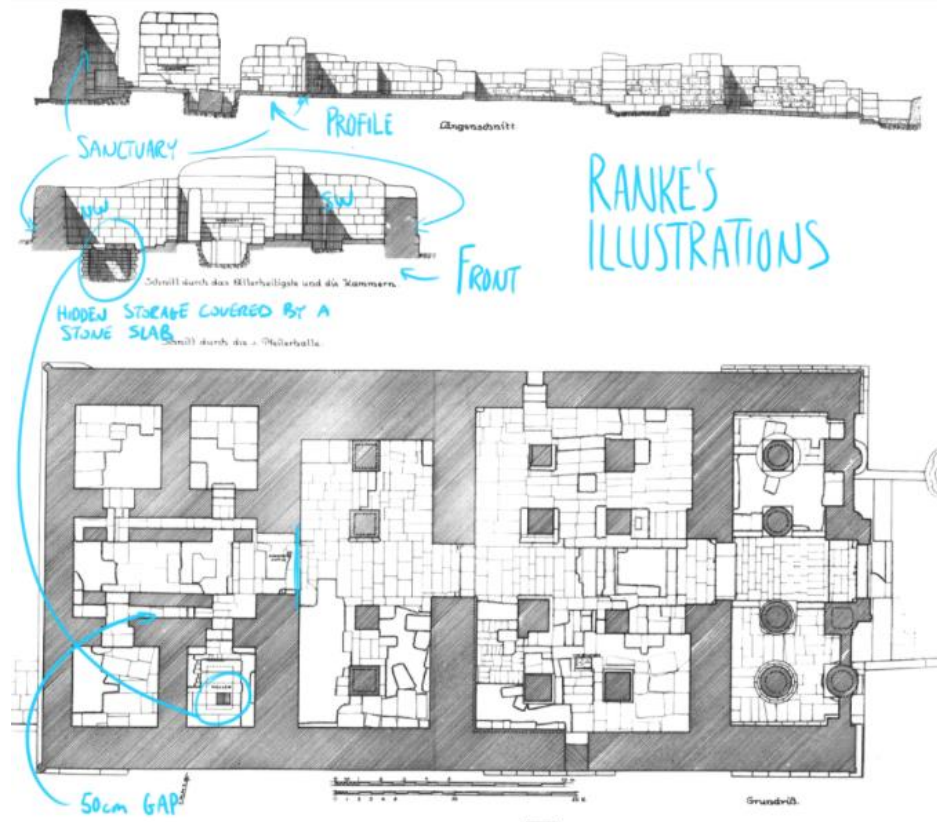 PROFILE
Längenschnitt
SANCTUARY
RANKE'S
ILLUSTRATIONS
NW
SW
FRONT
Schnitt durch das Allerheiligste und die Kammern.
HIDDEN STORAGE COVERED BY A
STONE SLAB
Schnitt durch die Pfeilerhalle.
50cm GAP
Grundriß.